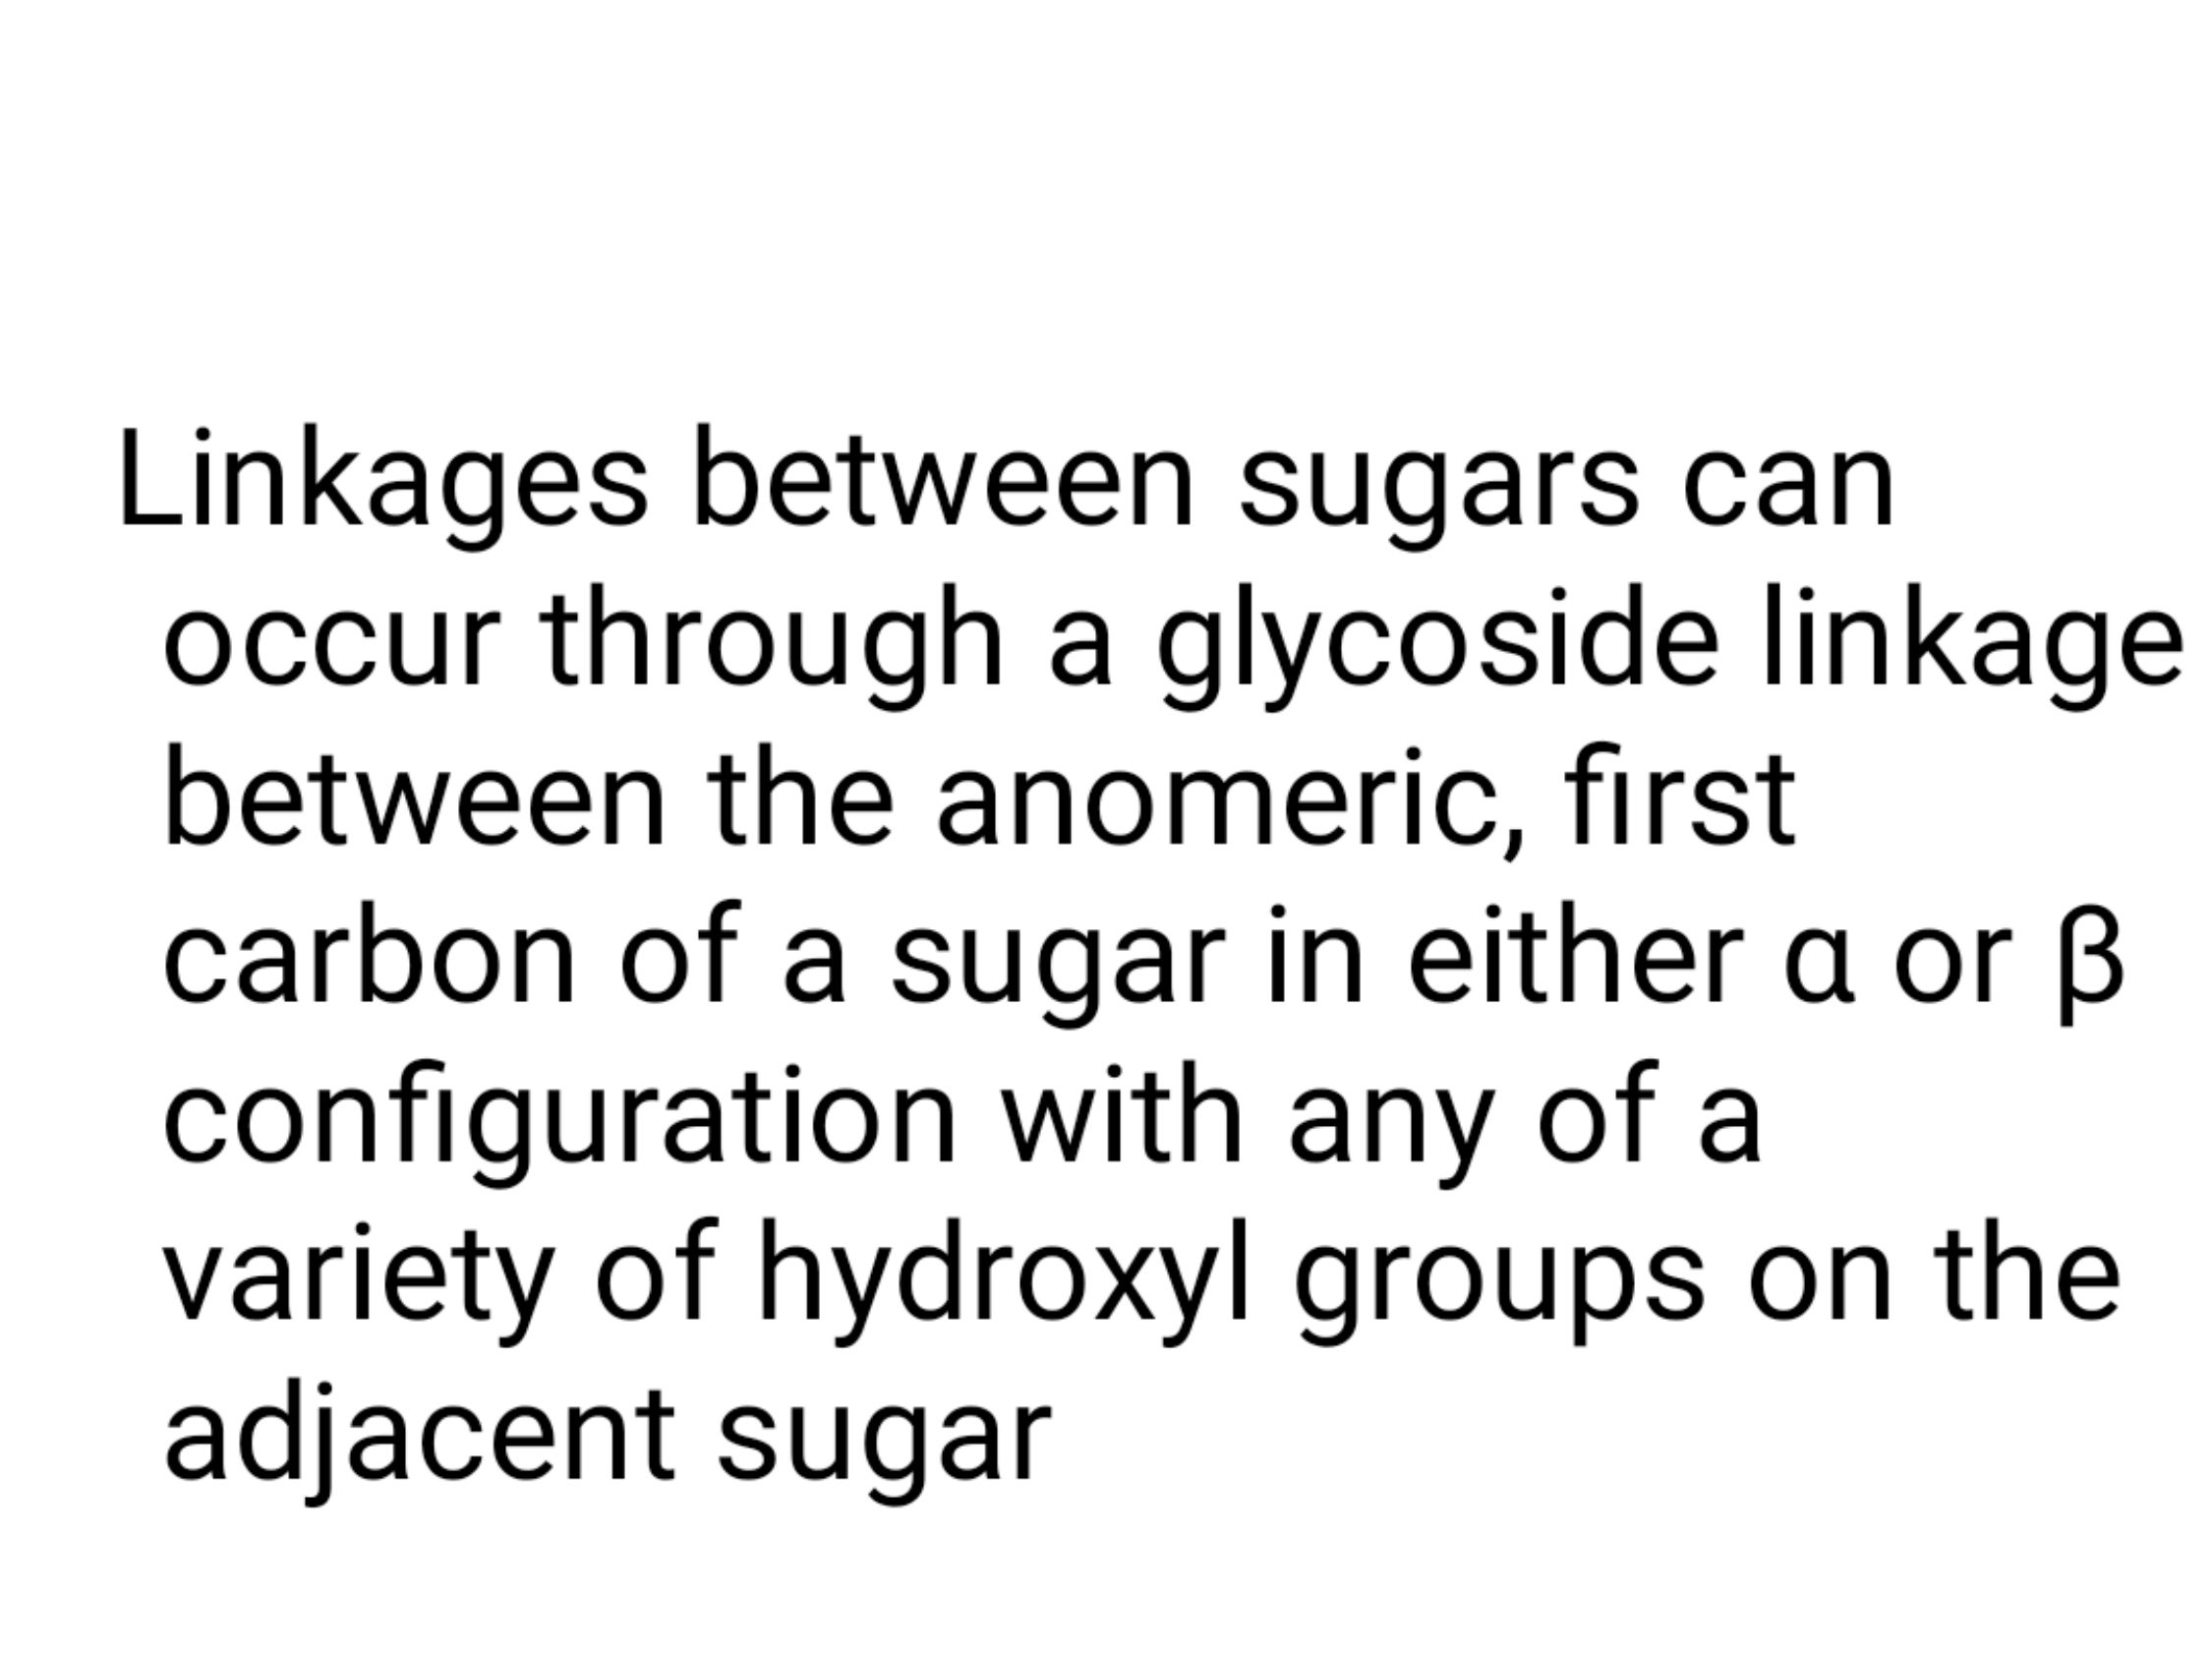 Linkages between sugars can
occur through a glycoside linkage
between the anomeric, first
carbon of a sugar in either α or β
configuration with any of a
variety of hydroxyl groups on the
adjacent sugar